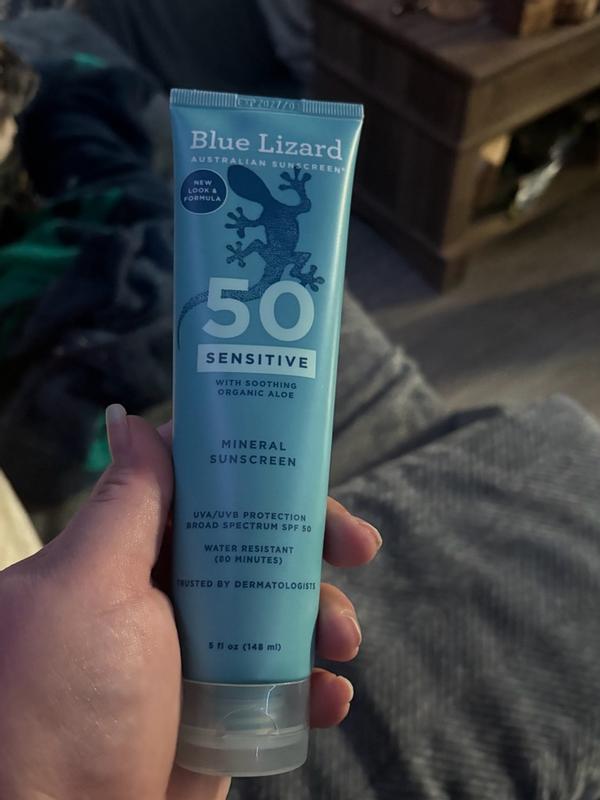 Blue Lizard
AUSTRALIAN SUNSCREEN®
NEW
LOOK &
FORMULA
50
SENSITIVE
WITH SOOTHING
ORGANIC ALOE
MINERAL
SUNSCREEN
UVA/UVB PROTECTION
BROAD SPECTRUM SPF 50
WATER RESISTANT
(80 MINUTES)
TRUSTED BY DERMATOLOGISTS
5 fl oz (148 ml)